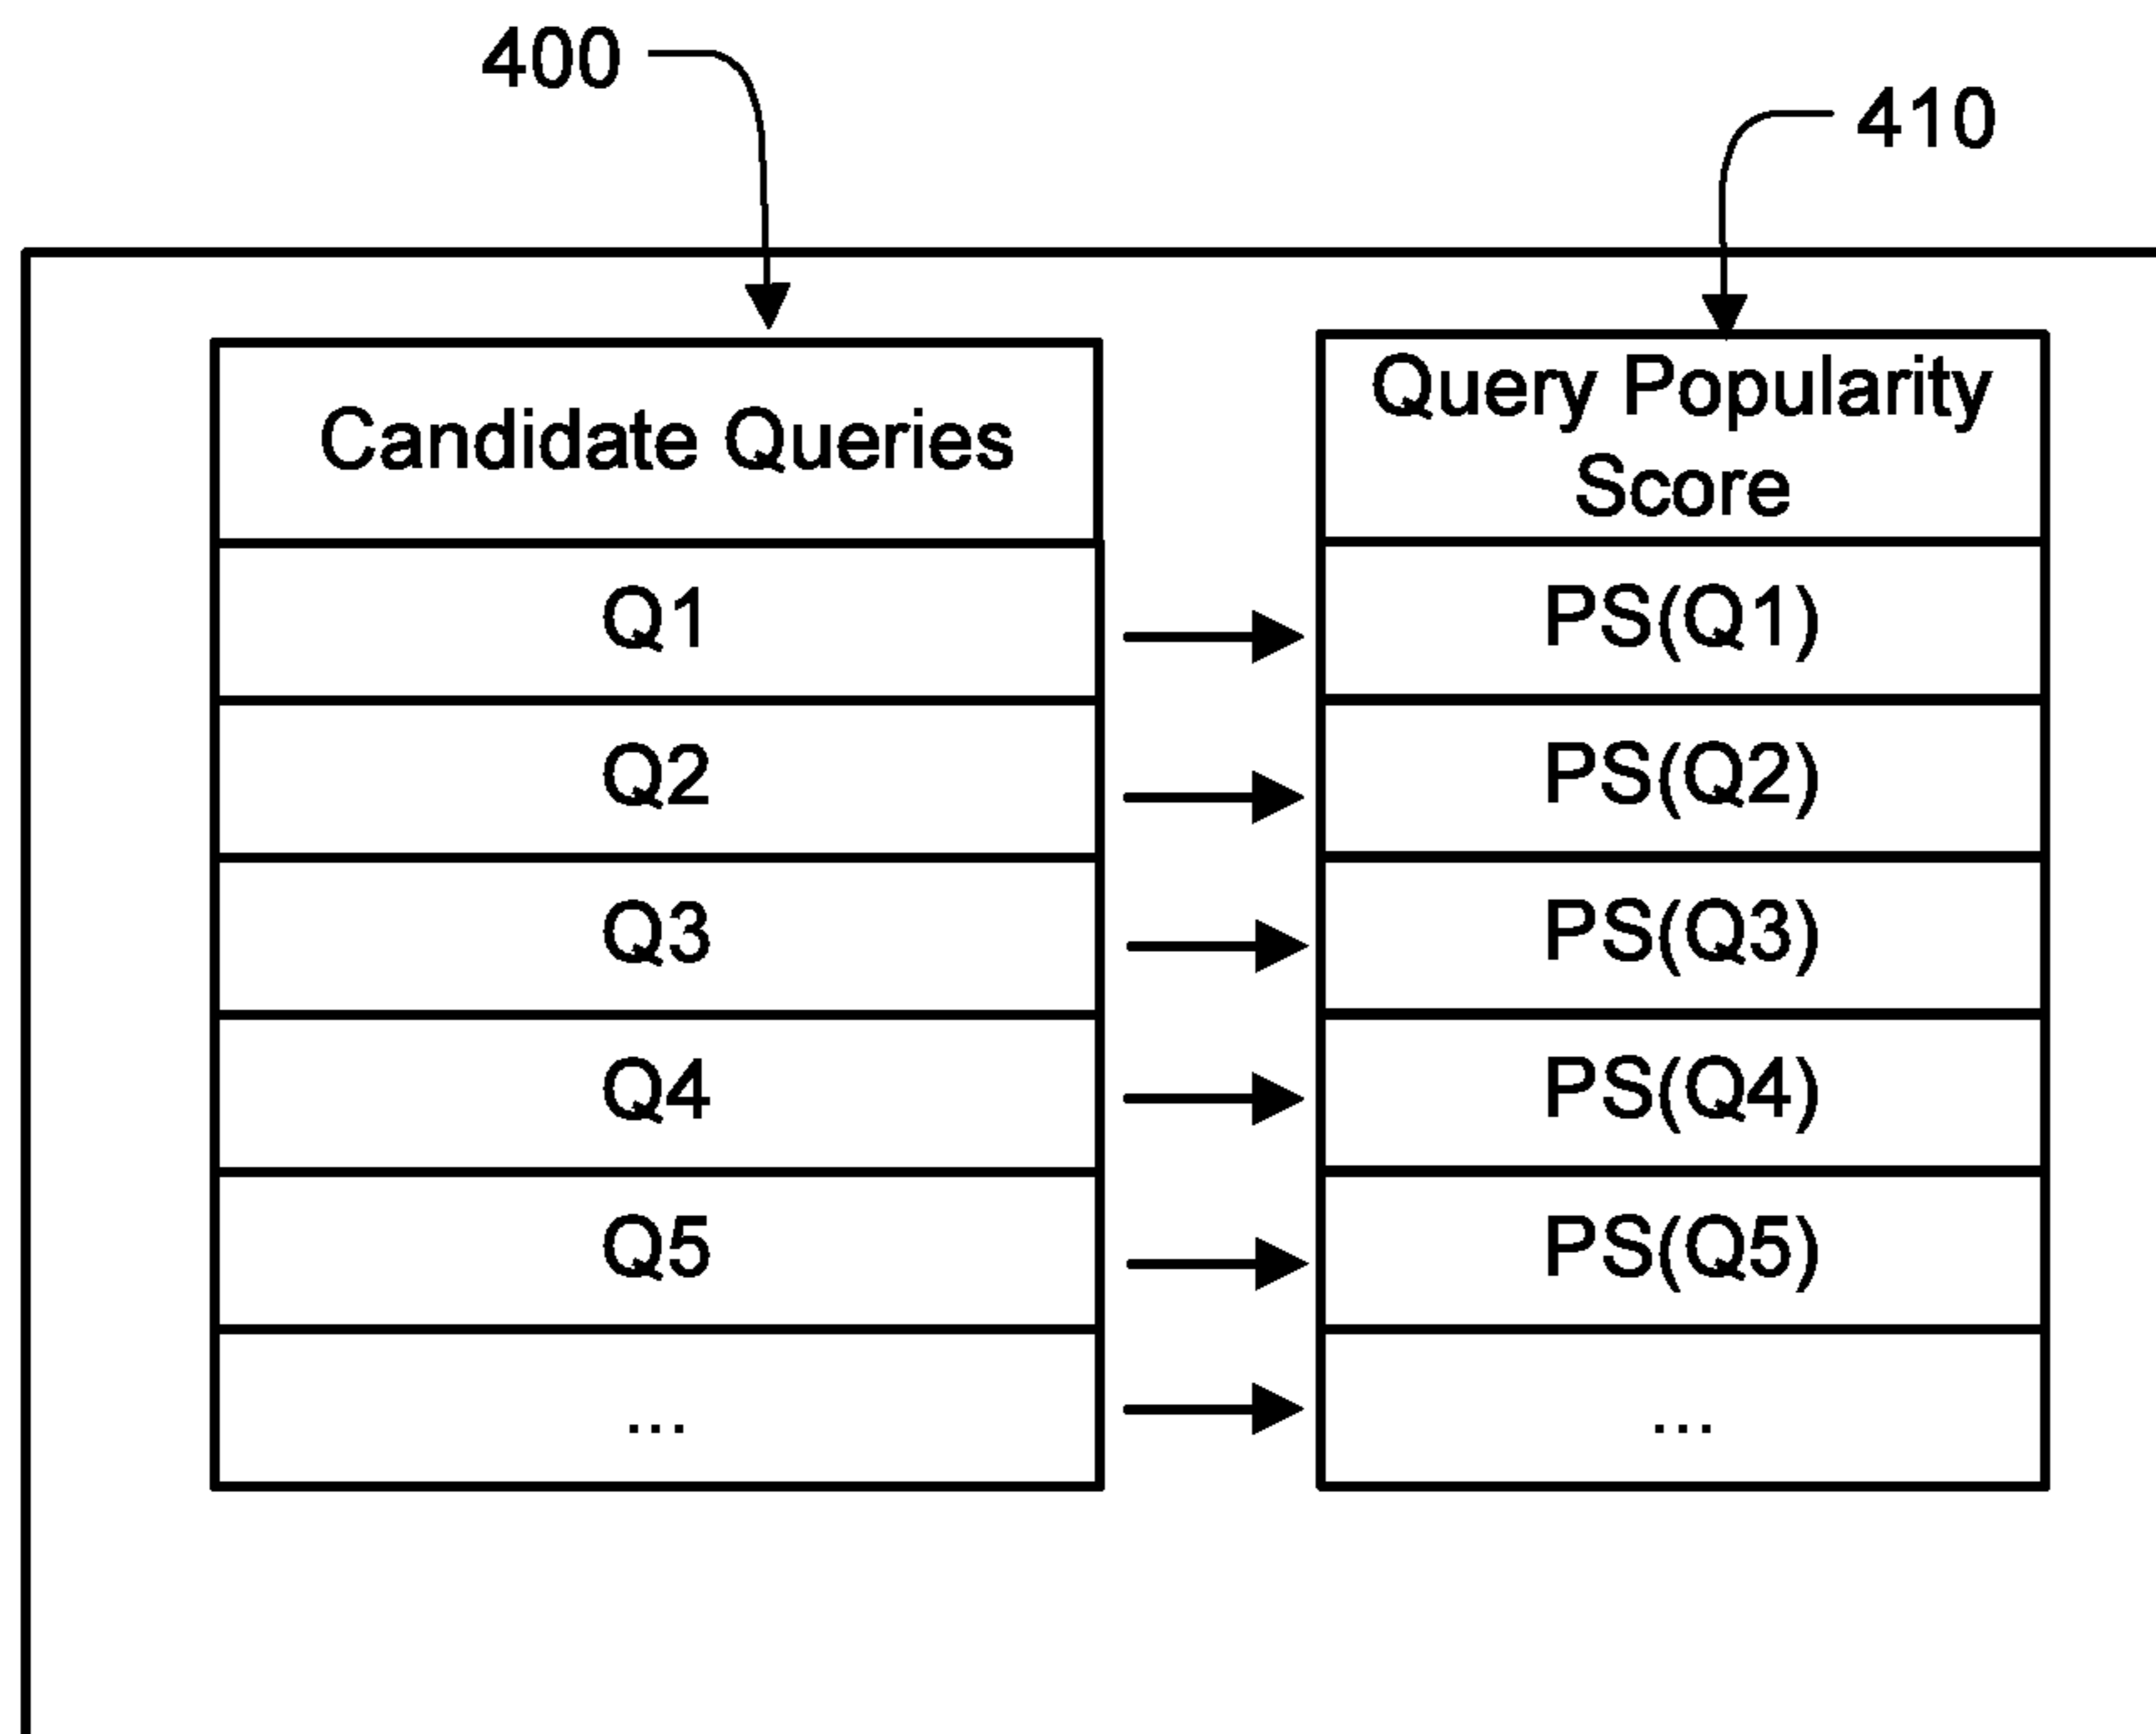 400
410
Candidate Queries
Query Popularity
Score
Q1
PS(Q1)
Q2
PS(Q2)
Q3
PS(Q3)
Q4
PS(Q4)
Q5
PS(Q5)
...
...